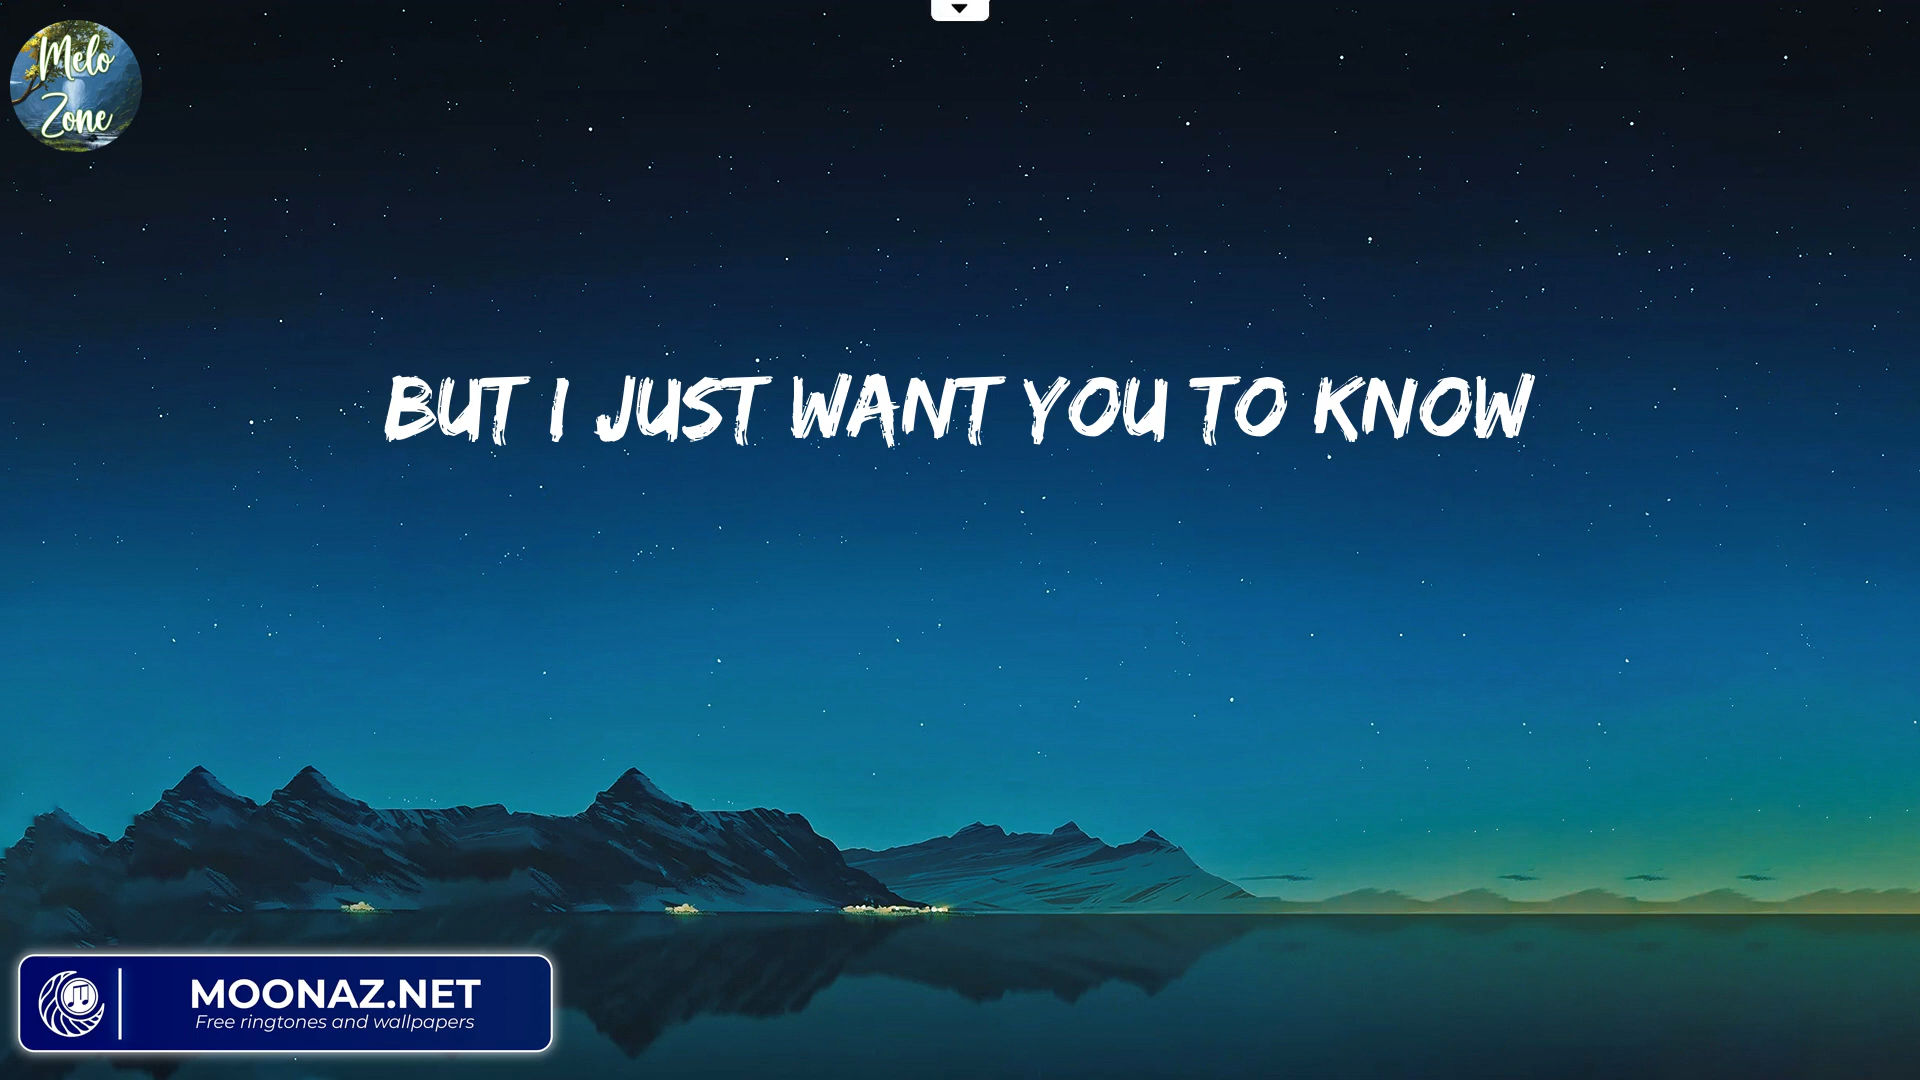 Melo
Zone
BUT I JUST WANT YOU TO KNOW
MOONAZ.NET
Free ringtones and wallpapers